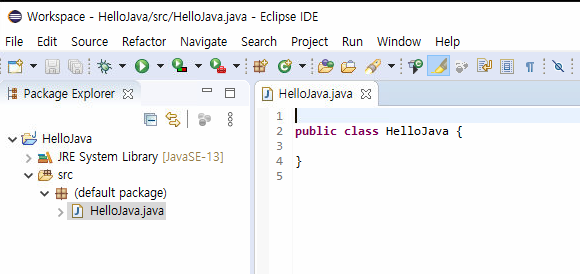 Workspace - HelloJava/src/HelloJava.java - Eclipse IDE
File Edit Source Refactor Navigate Search Project Run Window Help
Package Explorer
HelloJava.java
HelloJava
JRE System Library [JavaSE-13]
src
(default package)
HelloJava.java
1
2 public class HelloJava {
3
4 }
5